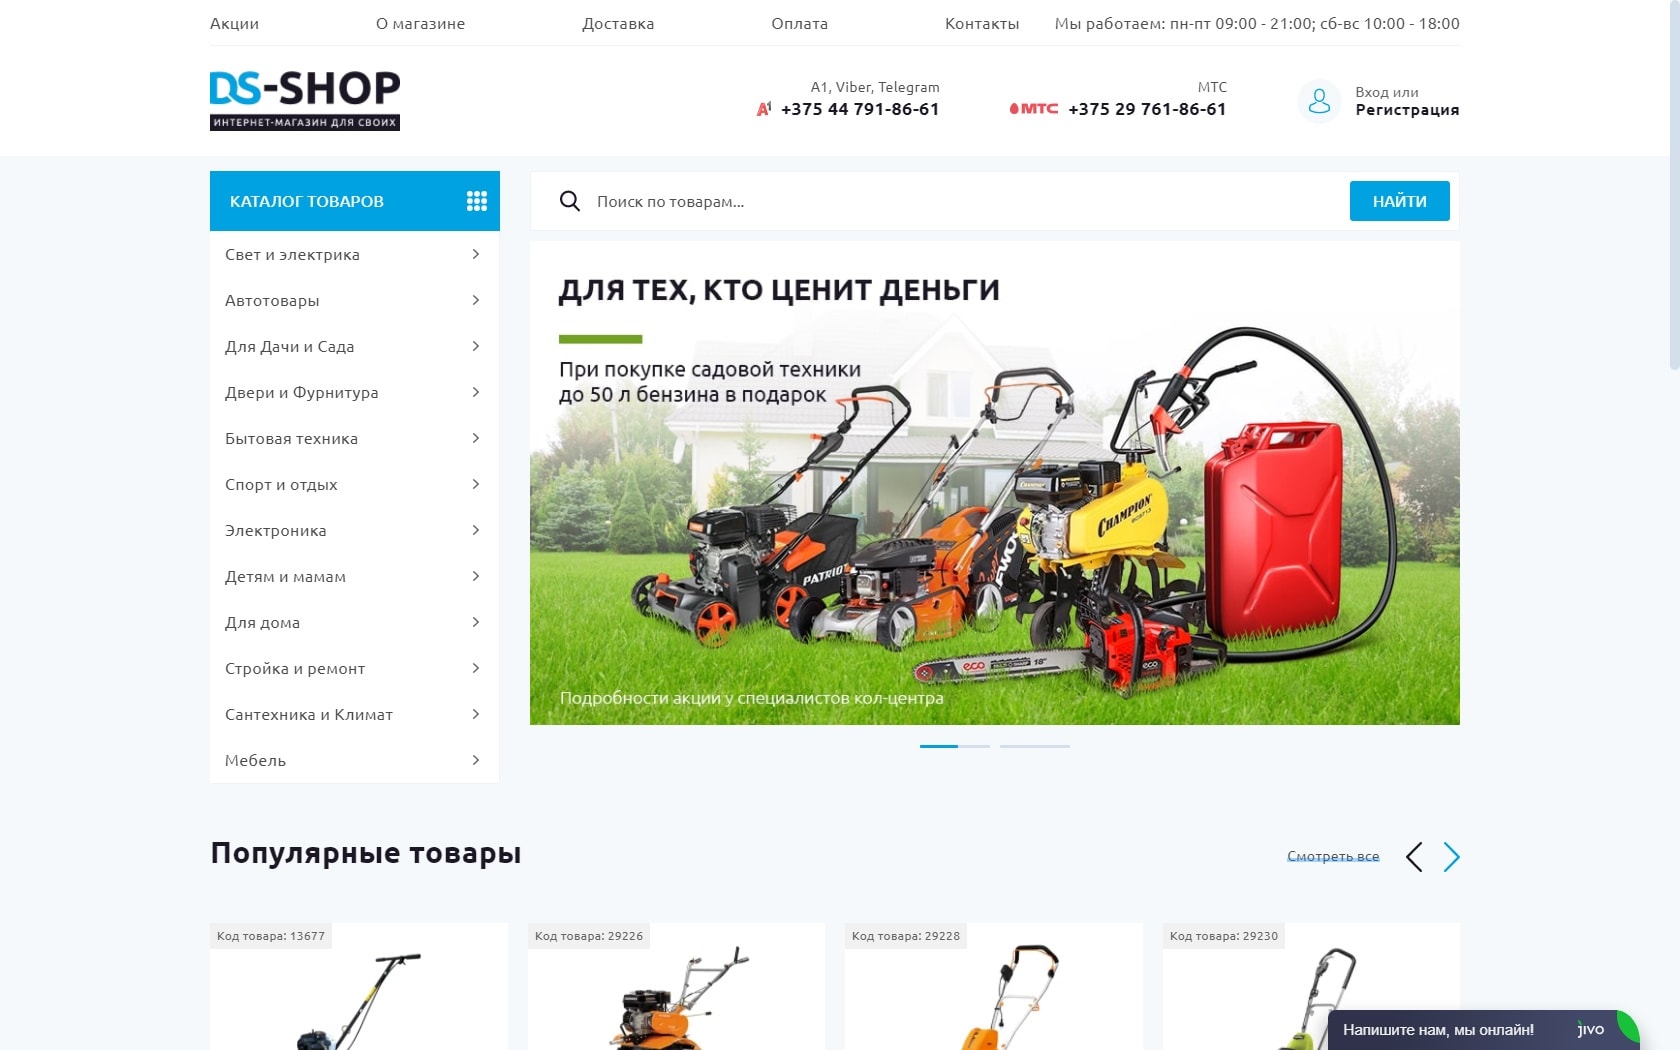 Акции
О магазине
Доставка
Оплата
Контакты
Мы работаем: пн-пт 09:00 - 21:00; сб-вс 10:00 - 18:00
DS-SHOP
ИНТЕРНЕТ-МАГАЗИН ДЛЯ СВОИХ
A1, Viber, Telegram
A1 +375 44 791-86-61
МТС
МТС +375 29 761-86-61
Вход или
Регистрация
КАТАЛОГ ТОВАРОВ
Поиск по товарам...
НАЙТИ
Свет и электрика
Автотовары
Для Дачи и Сада
Двери и Фурнитура
Бытовая техника
Спорт и отдых
Электроника
Детям и мамам
Для дома
Стройка и ремонт
Сантехника и Климат
Мебель
ДЛЯ ТЕХ, КТО ЦЕНИТ ДЕНЬГИ
При покупке садовой техники
до 50 л бензина в подарок
CHAMPION
PATRIOT
eco
18"
eco
Подробности акции у специалистов кол-центра
Популярные товары
Смотреть все
Код товара: 13677
Код товара: 29226
Код товара: 29228
Код товара: 29230
Напишите нам, мы онлайн!
jivo